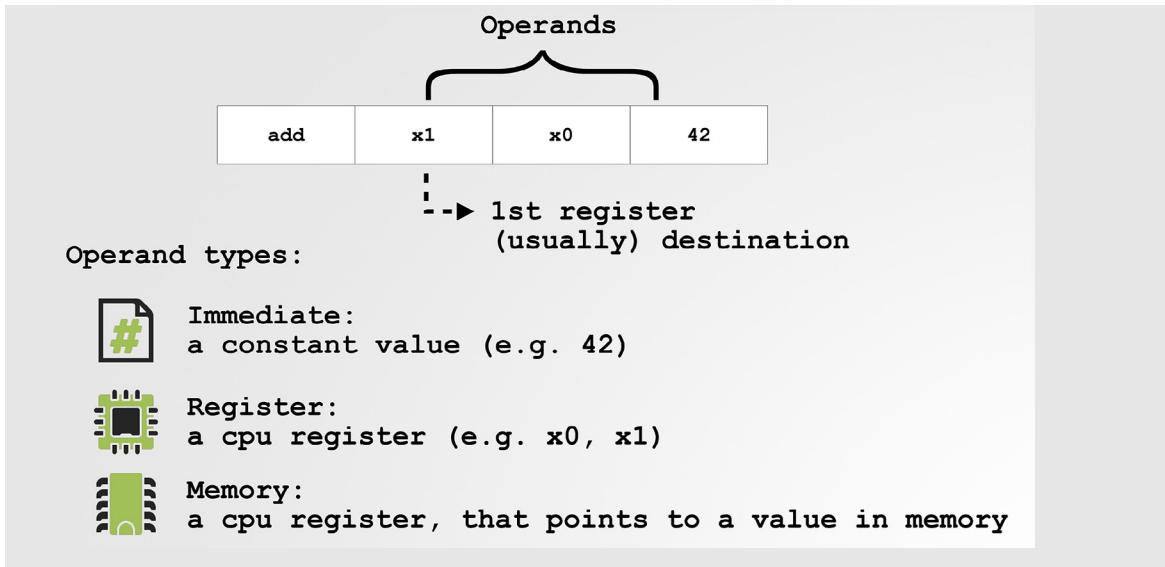 Operands
add x1 x0 42
1st register
(usually) destination
Operand types:
#
Immediate:
a constant value (e.g. 42)
Register:
a cpu register (e.g. x0, x1)
Memory:
a cpu register, that points to a value in memory